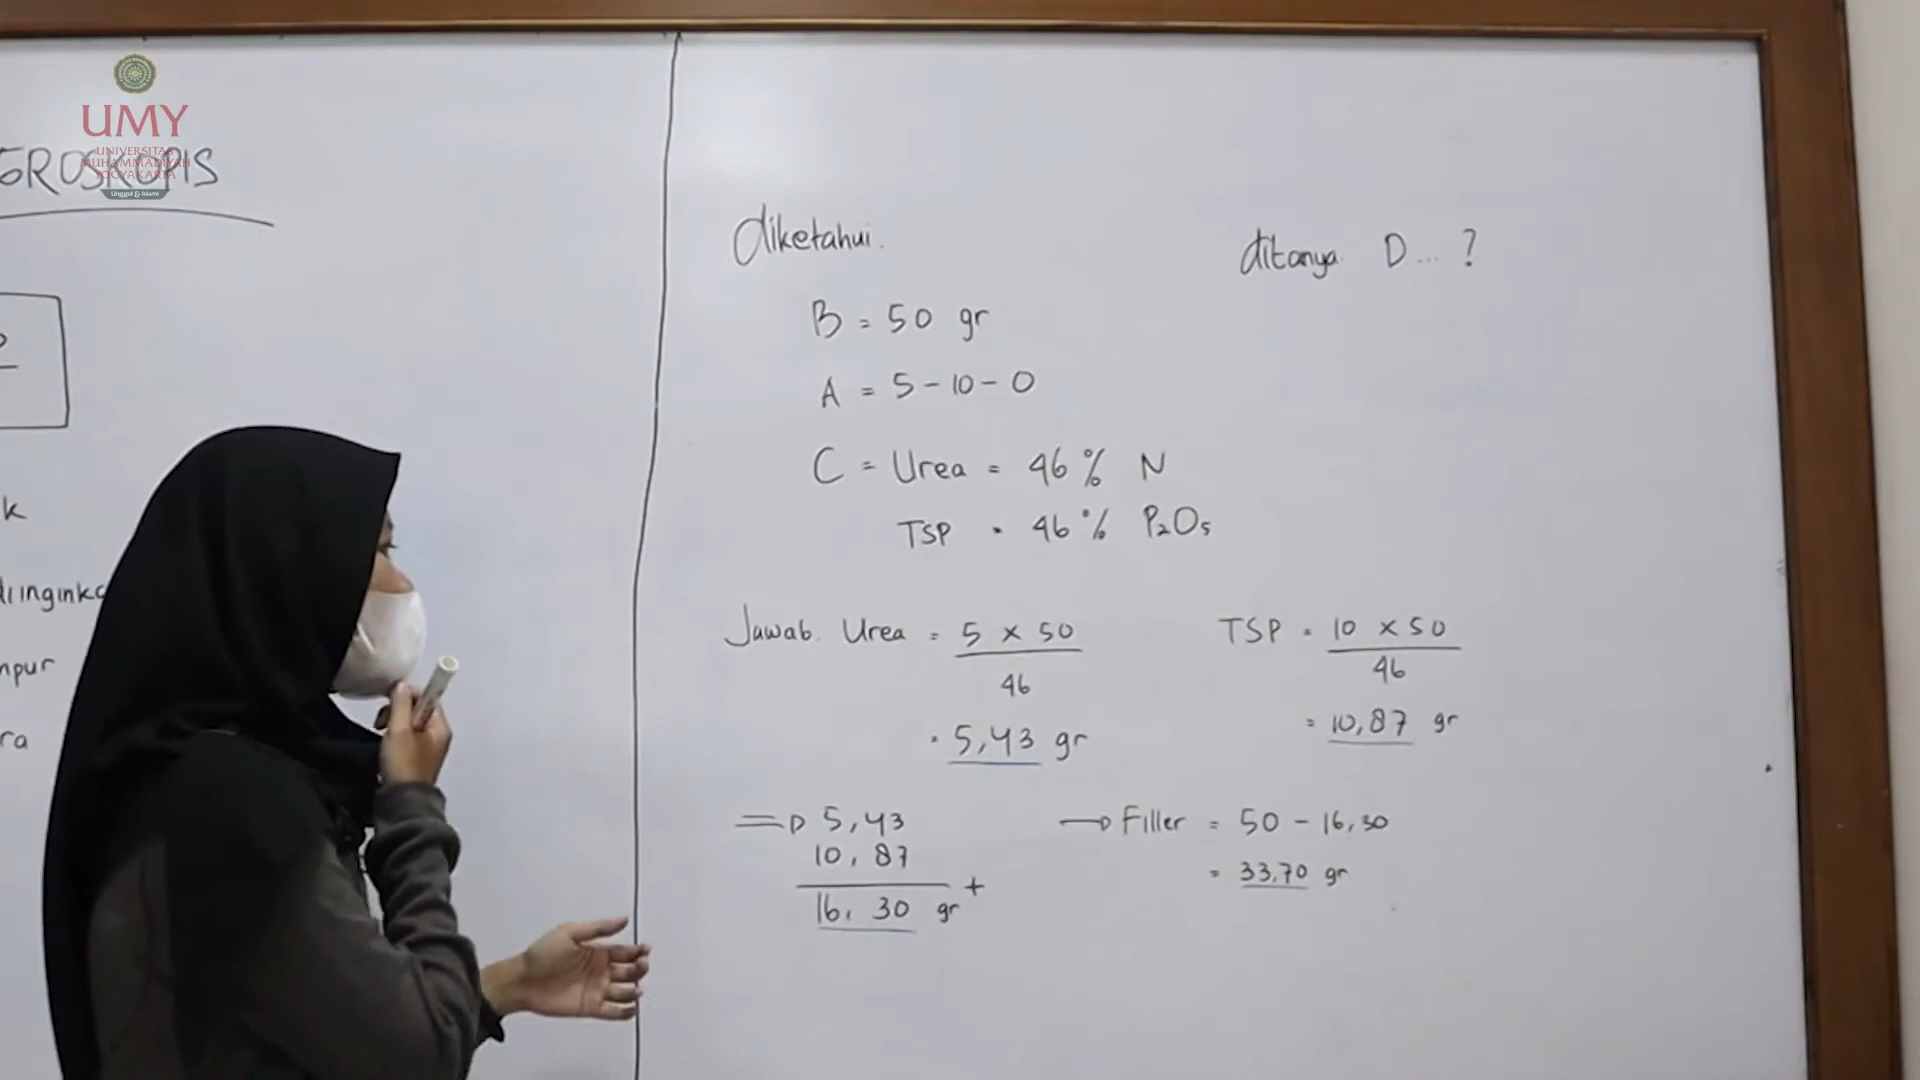 UMY
UNIVERSITAS
MUHAMMADIYAH
YOGYAKARTA
Unggul & Islami
GROSKOPIS
k
diinginka
mpur
ra
diketahui.
ditanya D ... ?
B = 50 gr
A = 5 - 10 - 0
C = Urea = 46 % N
TSP = 46 % P2O5
Jawab. Urea = 5 x 50
46
= 5,43 gr
TSP = 10 x 50
46
= 10,87 gr
5,43
10,87
+
16,30 gr
Filler = 50 - 16,30
= 33,70 gr